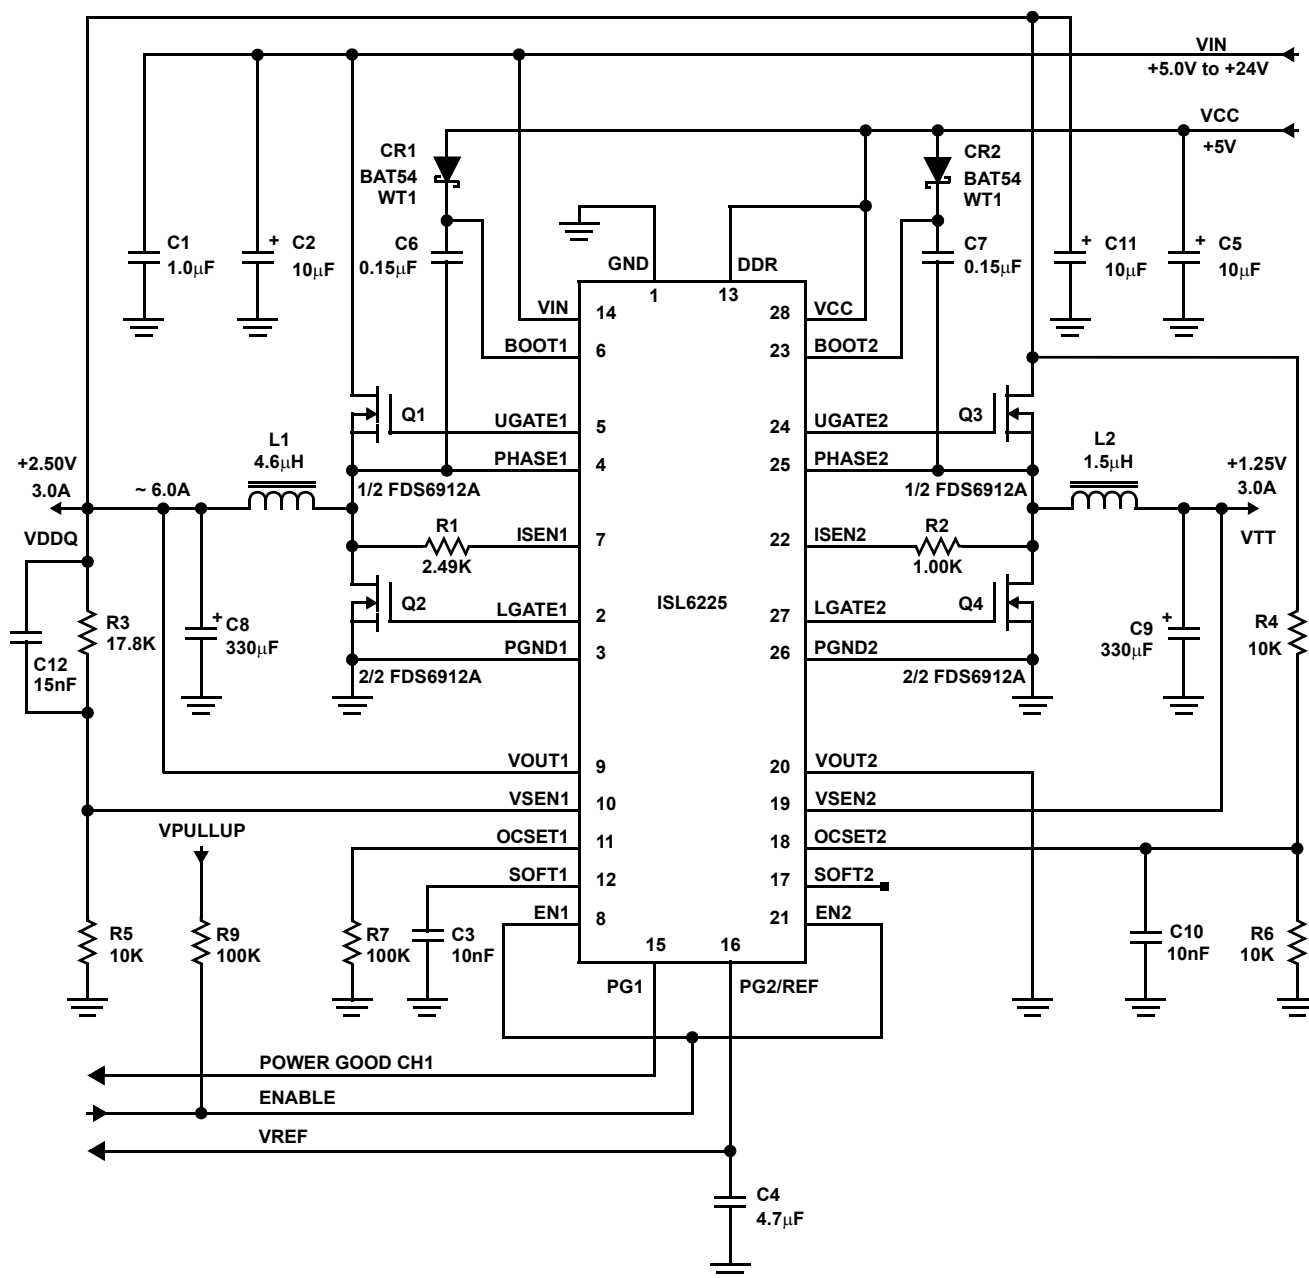 VIN
+5.0V to +24V
VCC
+5V
CR1
BAT54
WT1
CR2
BAT54
WT1
C1
1.0μF
+ C2
10μF
C6
0.15μF
C7
0.15μF
+ C11
10μF
+ C5
10μF
GND
1
DDR
13
VIN
14
28
VCC
BOOT1
6
23
BOOT2
Q1
UGATE1
5
24
UGATE2
Q3
L1
4.6μH
PHASE1
4
25
PHASE2
L2
1.5μH
+2.50V
3.0A
~ 6.0A
1/2 FDS6912A
1/2 FDS6912A
+1.25V
3.0A
VDDQ
R1
2.49K
ISEN1
7
22
ISEN2
R2
1.00K
VTT
ISL6225
Q2
LGATE1
2
27
LGATE2
Q4
R3
17.8K
+ C8
330μF
C9 +
330μF
R4
10K
C12
15nF
PGND1
3
26
PGND2
2/2 FDS6912A
2/2 FDS6912A
VOUT1
9
20
VOUT2
VSEN1
10
19
VSEN2
VPULLUP
OCSET1
11
18
OCSET2
SOFT1
12
17
SOFT2
EN1
8
21
EN2
R5
10K
R9
100K
R7
100K
C3
10nF
15
16
C10
10nF
R6
10K
PG1
PG2/REF
POWER GOOD CH1
ENABLE
VREF
C4
4.7μF